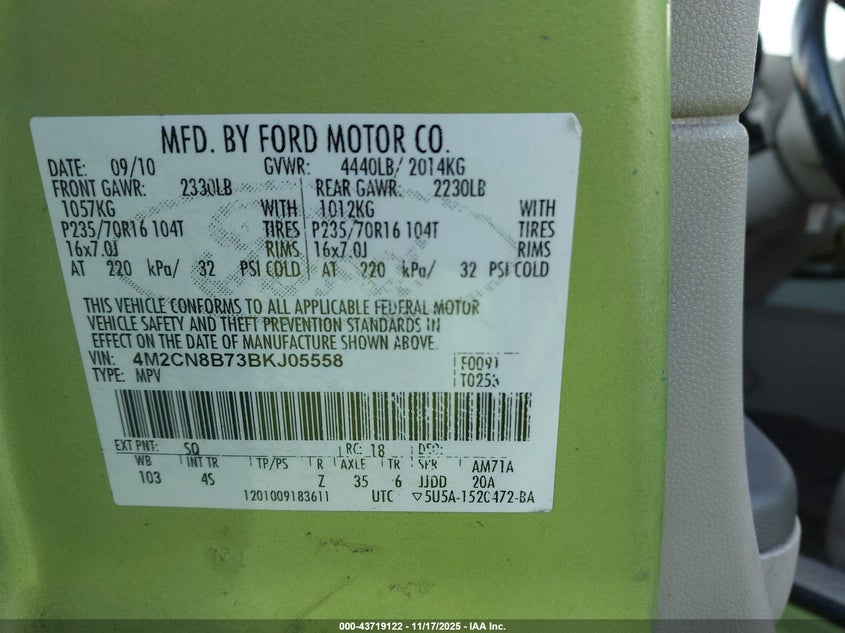 MFD. BY FORD MOTOR CO.
DATE: 09/10 GVWR: 4440LB/ 2014KG
FRONT GAWR: 2330LB REAR GAWR: 2230LB
1057KG WITH 1012KG WITH
P235/70R16 104T TIRES P235/70R16 104T TIRES
16x7.0J RIMS 16x7.0J RIMS
AT 220 kPa/ 32 PSI COLD AT 220 kPa/ 32 PSI COLD
THIS VEHICLE CONFORMS TO ALL APPLICABLE FEDERAL MOTOR
VEHICLE SAFETY AND THEFT PREVENTION STANDARDS IN
EFFECT ON THE DATE OF MANUFACTURE SHOWN ABOVE.
VIN: 4M2CN8B73BKJ05558 F0091
TYPE: MPV T0253
EXT PNT: SQ RC: 18 DSO:
WB INT TR TP/PS R AXLE TR SPR AM71A
103 4S Z 35 6 JJDD 20A
1201009183611 UTC ▽5U5A-1520472-BA
000-43719122 - 11/17/2025 - IAA Inc.